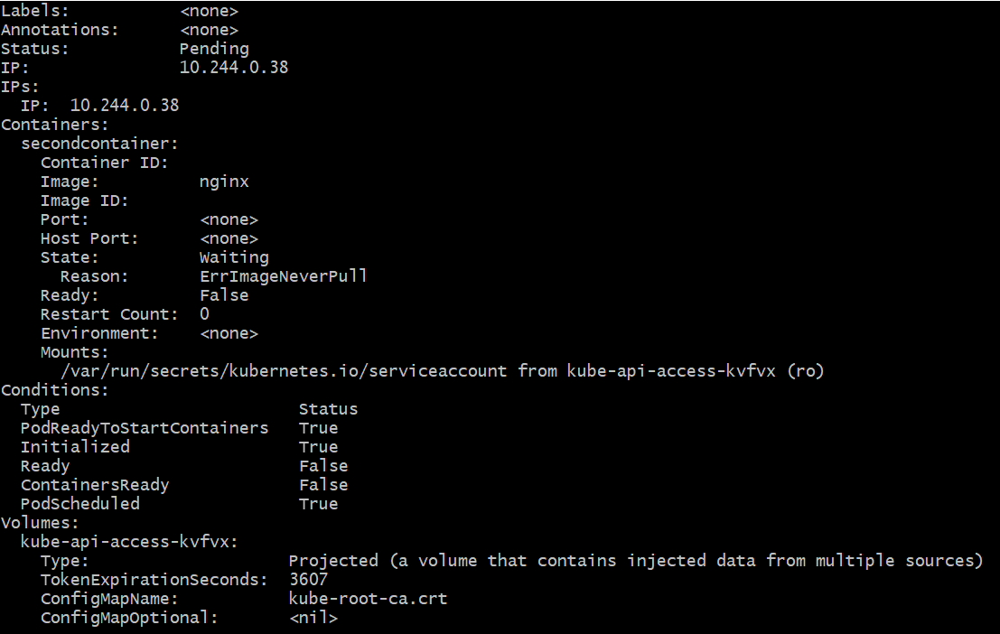 Labels:           <none>
Annotations:      <none>
Status:           Pending
IP:               10.244.0.38
IPs:
  IP:  10.244.0.38
Containers:
  secondcontainer:
    Container ID:
    Image:          nginx
    Image ID:
    Port:           <none>
    Host Port:      <none>
    State:          Waiting
      Reason:       ErrImageNeverPull
    Ready:          False
    Restart Count:  0
    Environment:    <none>
    Mounts:
      /var/run/secrets/kubernetes.io/serviceaccount from kube-api-access-kvfvx (ro)
Conditions:
  Type                        Status
  PodReadyToStartContainers   True
  Initialized                 True
  Ready                       False
  ContainersReady             False
  PodScheduled                True
Volumes:
  kube-api-access-kvfvx:
    Type:                    Projected (a volume that contains injected data from multiple sources)
    TokenExpirationSeconds:  3607
    ConfigMapName:           kube-root-ca.crt
    ConfigMapOptional:       <nil>